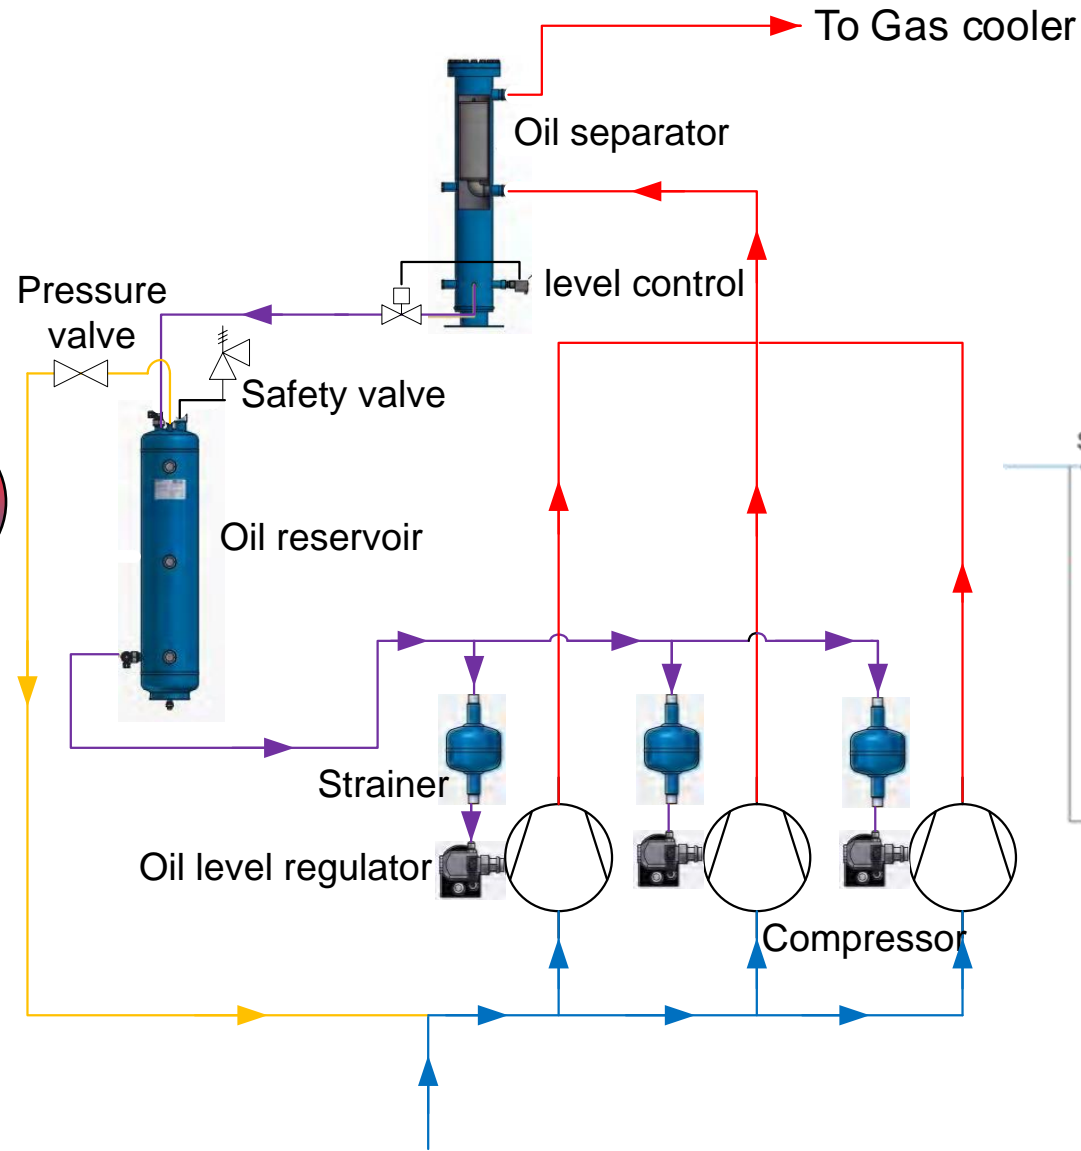 To Gas cooler
Oil separator
level control
Pressure
valve
Safety valve
Oil reservoir
Strainer
Oil level regulator
Compressor